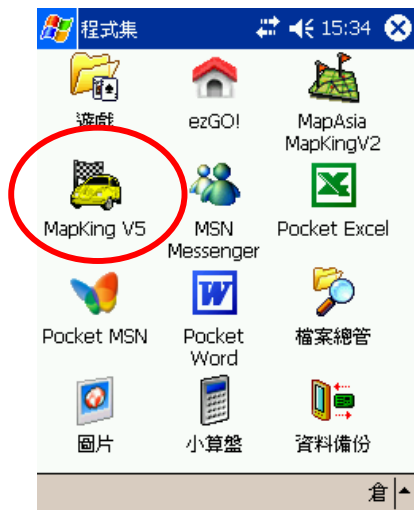 程式集 15:34
遊戲 ezGO! MapAsia
MapKingV2
MapKing V5 MSN Pocket Excel
Messenger
Pocket MSN Pocket 檔案總管
Word
圖片 小算盤 資料備份
倉